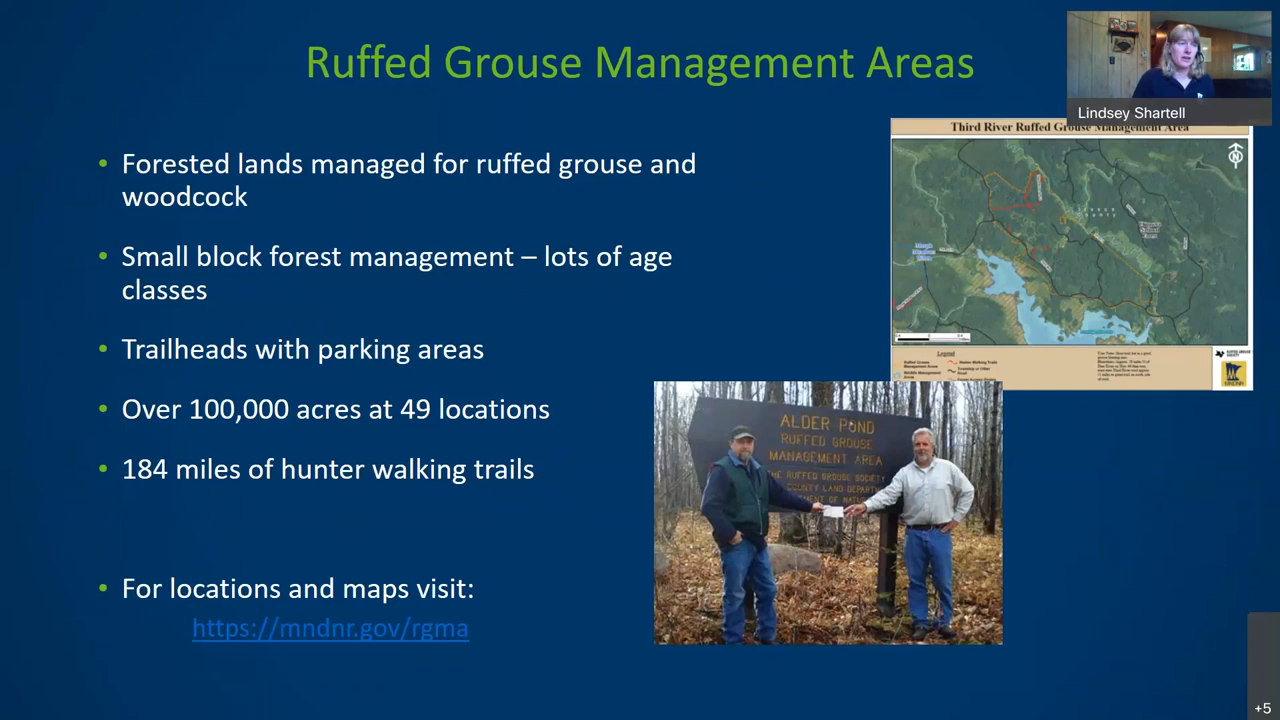 Ruffed Grouse Management Areas
Lindsey Shartell
• Forested lands managed for ruffed grouse and
woodcock
• Small block forest management – lots of age
classes
• Trailheads with parking areas
• Over 100,000 acres at 49 locations
• 184 miles of hunter walking trails
• For locations and maps visit:
https://mndnr.gov/rgma
Third River Ruffed Grouse Management Area
Legend
ALDER POND
RUFFED GROUSE
MANAGEMENT AREA
THE RUFFED GROUSE SOCIETY
COUNTY LAND
+5